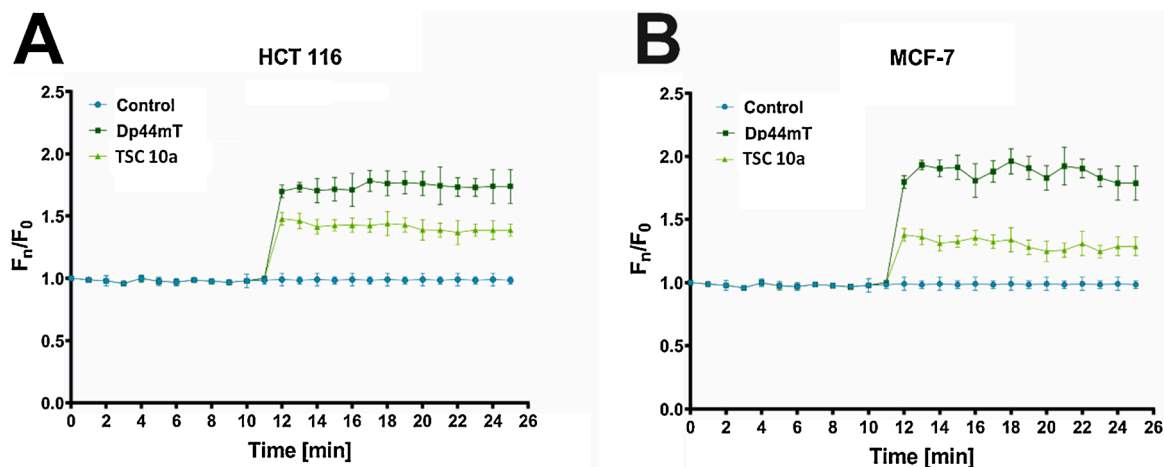 A
HCT 116
2.5
2.0
1.5
1.0
0.5
0.0
Fn/F0
Control
Dp44mT
TSC 10a
0 2 4 6 8 10 12 14 16 18 20 22 24 26
Time [min]
B
MCF-7
2.5
2.0
1.5
1.0
0.5
0.0
Fn/F0
Control
Dp44mT
TSC 10a
0 2 4 6 8 10 12 14 16 18 20 22 24 26
Time [min]